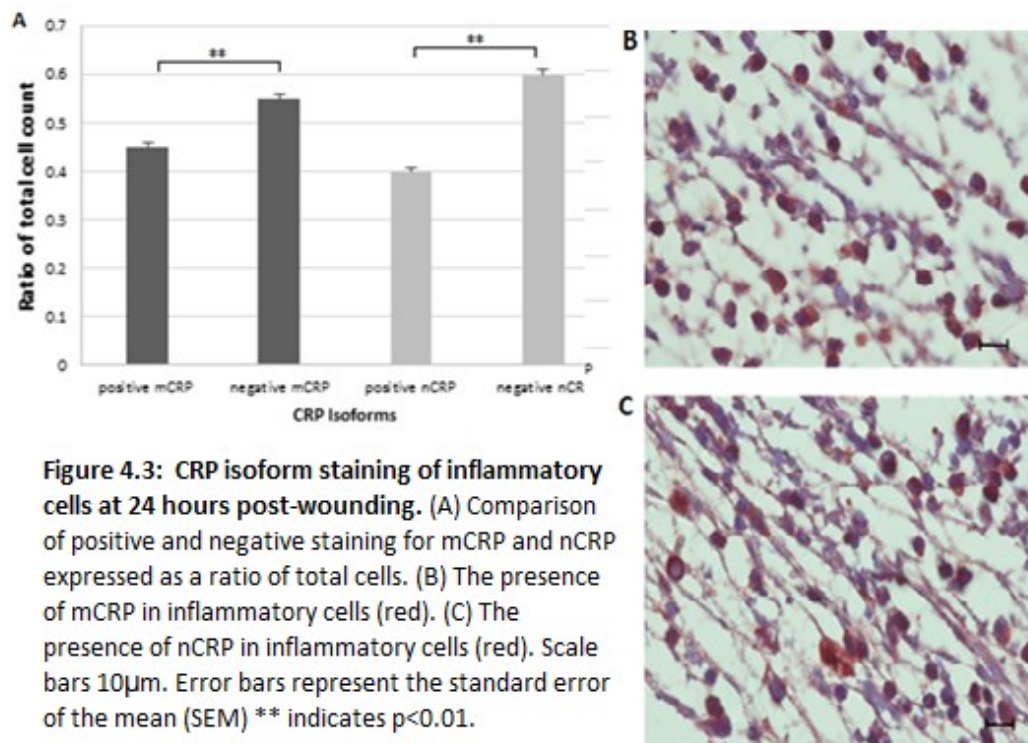 A
Ratio of total cell count
0.7
0.6
0.5
0.4
0.3
0.2
0.1
0
**
**
positive mCRP
negative mCRP
positive nCRP
negative nCR
P
CRP Isoforms
B
C
Figure 4.3: CRP isoform staining of inflammatory
cells at 24 hours post-wounding. (A) Comparison
of positive and negative staining for mCRP and nCRP
expressed as a ratio of total cells. (B) The presence
of mCRP in inflammatory cells (red). (C) The
presence of nCRP in inflammatory cells (red). Scale
bars 10µm. Error bars represent the standard error
of the mean (SEM) ** indicates p<0.01.